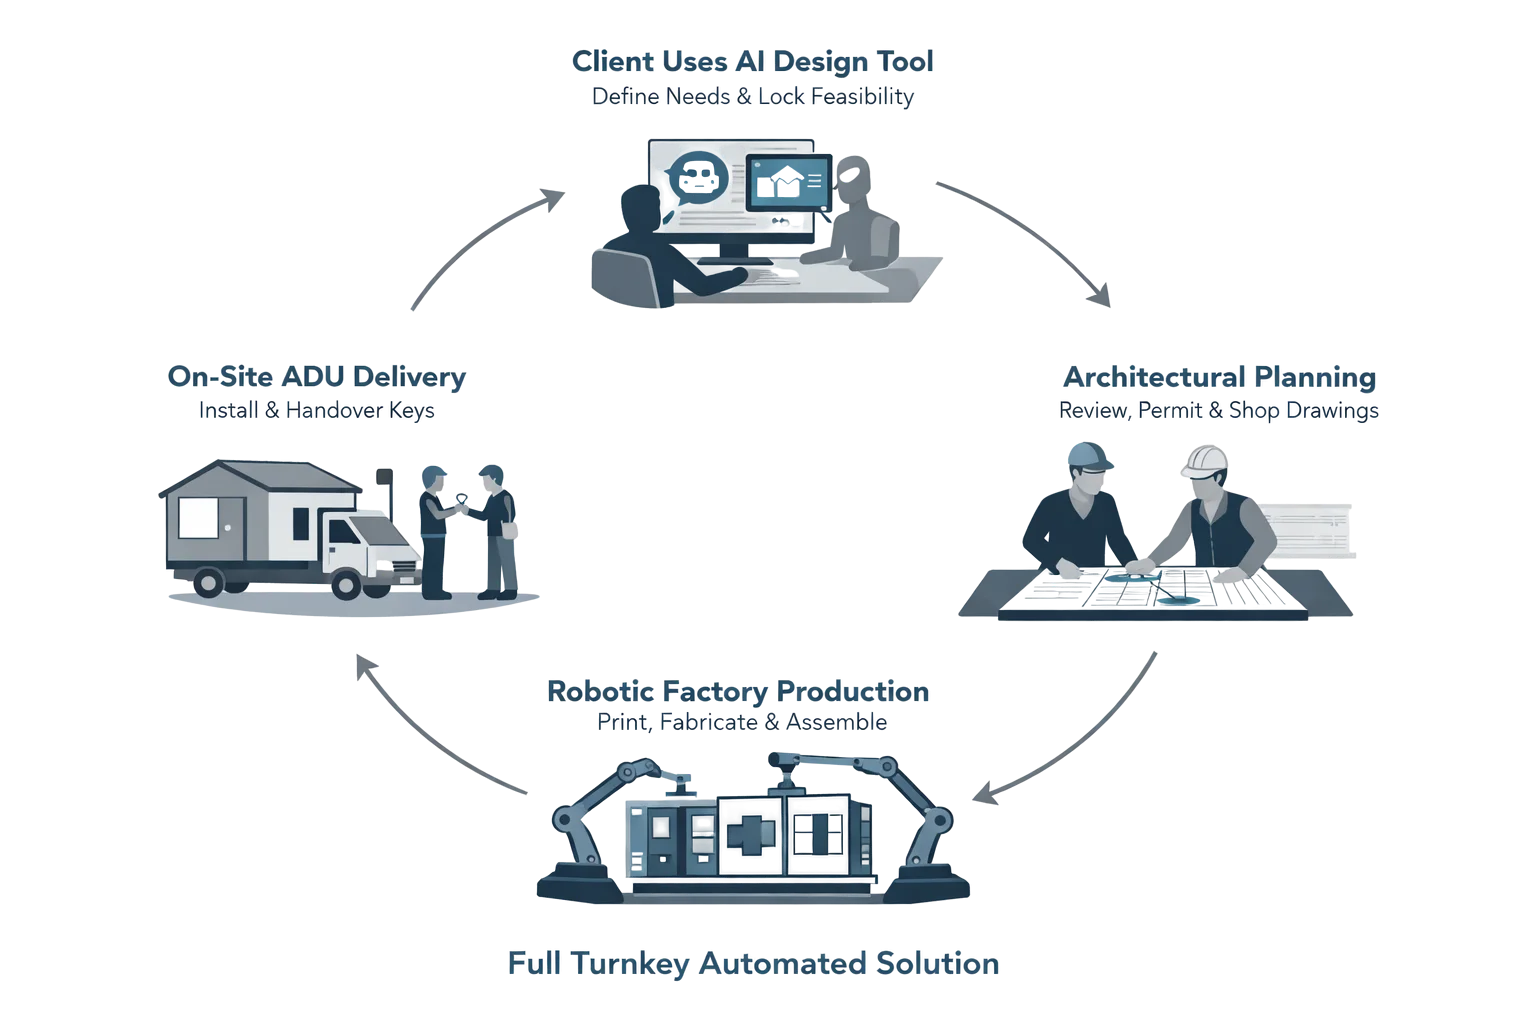 Client Uses AI Design Tool
Define Needs & Lock Feasibility
On-Site ADU Delivery
Install & Handover Keys
Architectural Planning
Review, Permit & Shop Drawings
Robotic Factory Production
Print, Fabricate & Assemble
Full Turnkey Automated Solution